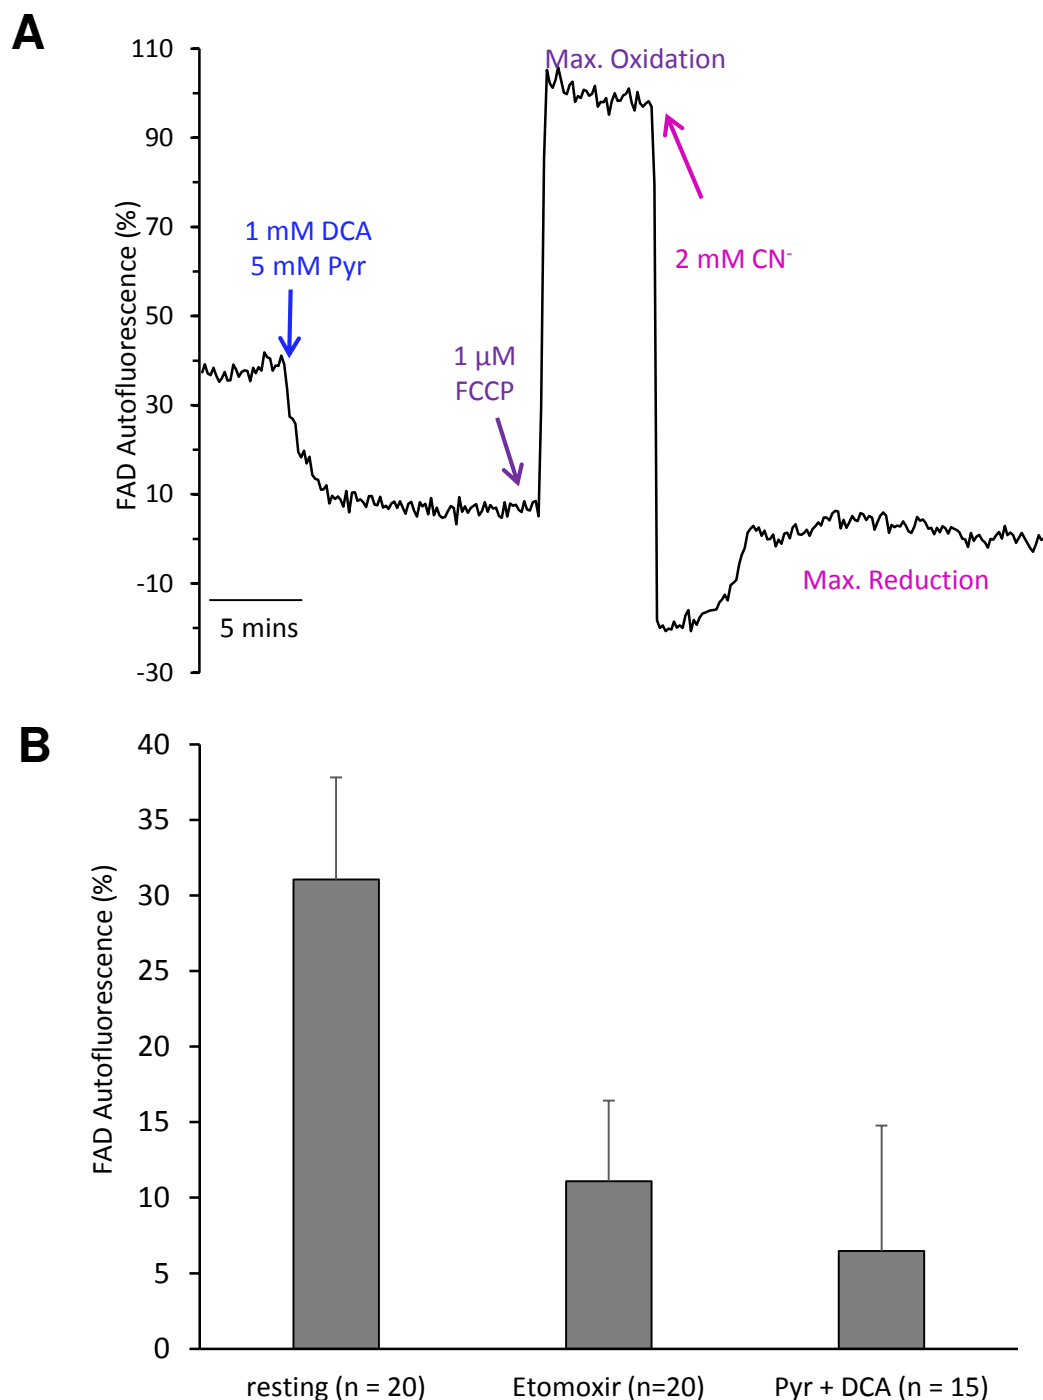 A
FAD Autofluorescence (%)
110
90
70
50
30
10
-10
-30
Max. Oxidation
1 mM DCA
5 mM Pyr
2 mM CN-
1 µM
FCCP
Max. Reduction
5 mins
B
FAD Autofluorescence (%)
40
35
30
25
20
15
10
5
0
resting (n = 20)
Etomoxir (n=20)
Pyr + DCA (n = 15)